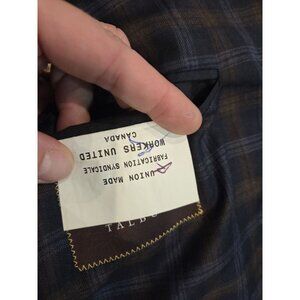 UNION MADE
FABRICATION SYNDICALE
WORKERS UNITED
CANADA